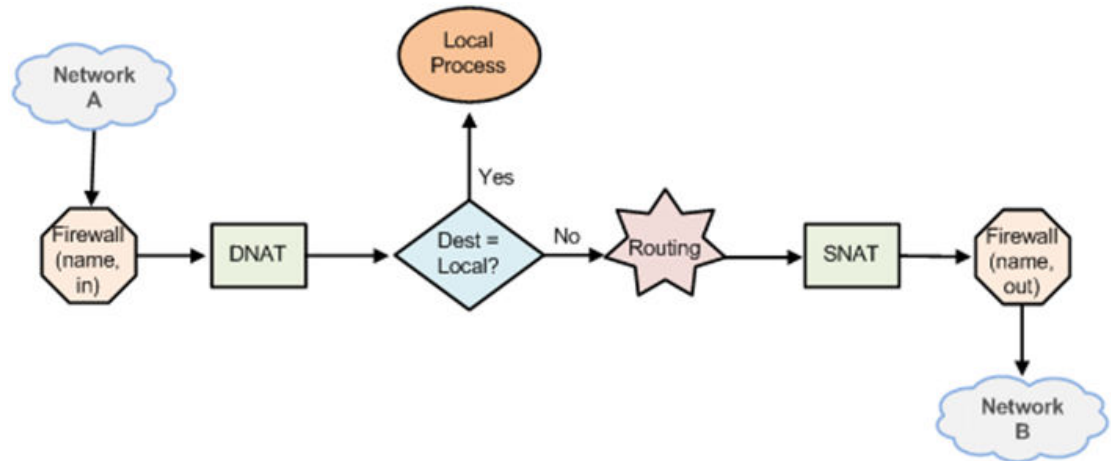 Network
A
Firewall
(name,
in)
DNAT
Dest =
Local?
Yes
Local
Process
No
Routing
SNAT
Firewall
(name,
out)
Network
B